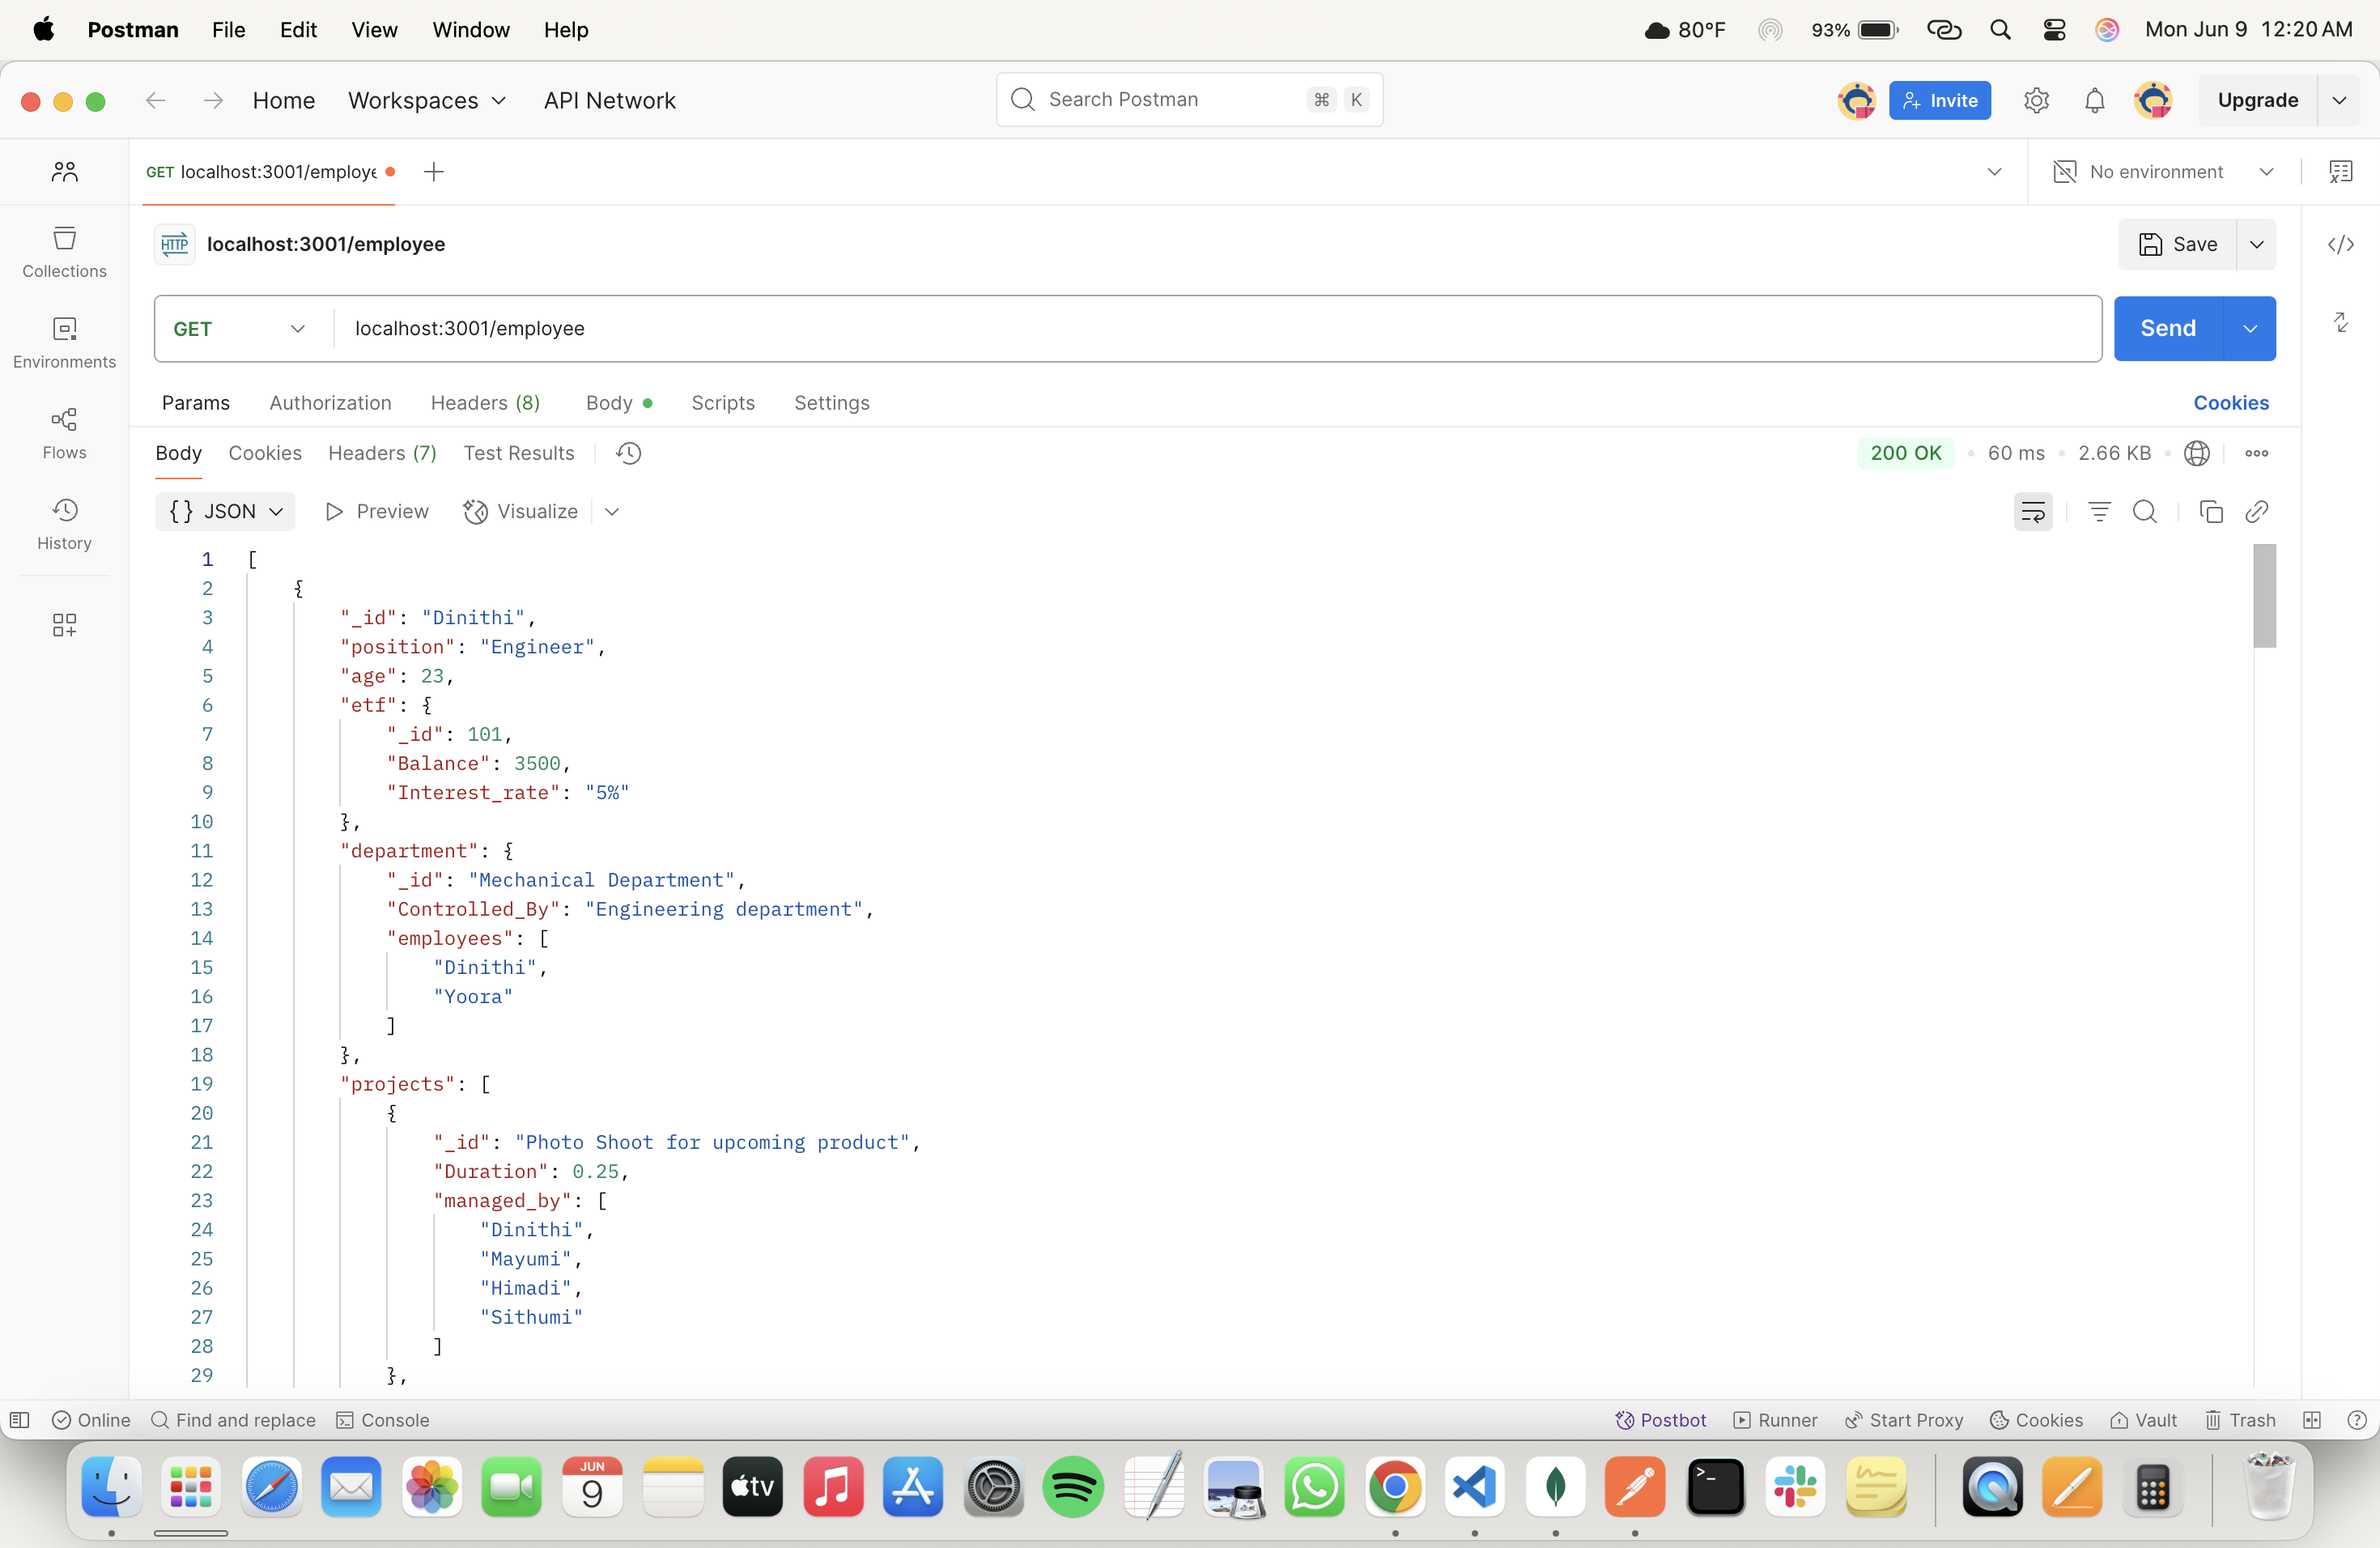 Postman File Edit View Window Help 80°F 93% Mon Jun 9 12:20 AM
Home Workspaces API Network Search Postman ⌘ K Invite Upgrade
GET localhost:3001/employe No environment
HTTP localhost:3001/employee Save
Collections
GET localhost:3001/employee Send
Environments
Params Authorization Headers (8) Body Scripts Settings Cookies
Flows
Body Cookies Headers (7) Test Results 200 OK 60 ms 2.66 KB
{} JSON Preview Visualize
History
1 [
2 {
3 "_id": "Dinithi",
4 "position": "Engineer",
5 "age": 23,
6 "etf": {
7 "_id": 101,
8 "Balance": 3500,
9 "Interest_rate": "5%"
10 },
11 "department": {
12 "_id": "Mechanical Department",
13 "Controlled_By": "Engineering department",
14 "employees": [
15 "Dinithi",
16 "Yoora"
17 ]
18 },
19 "projects": [
20 {
21 "_id": "Photo Shoot for upcoming product",
22 "Duration": 0.25,
23 "managed_by": [
24 "Dinithi",
25 "Mayumi",
26 "Himadi",
27 "Sithumi"
28 ]
29 },
Online Find and replace Console Postbot Runner Start Proxy Cookies Vault Trash
JUN
9
tv